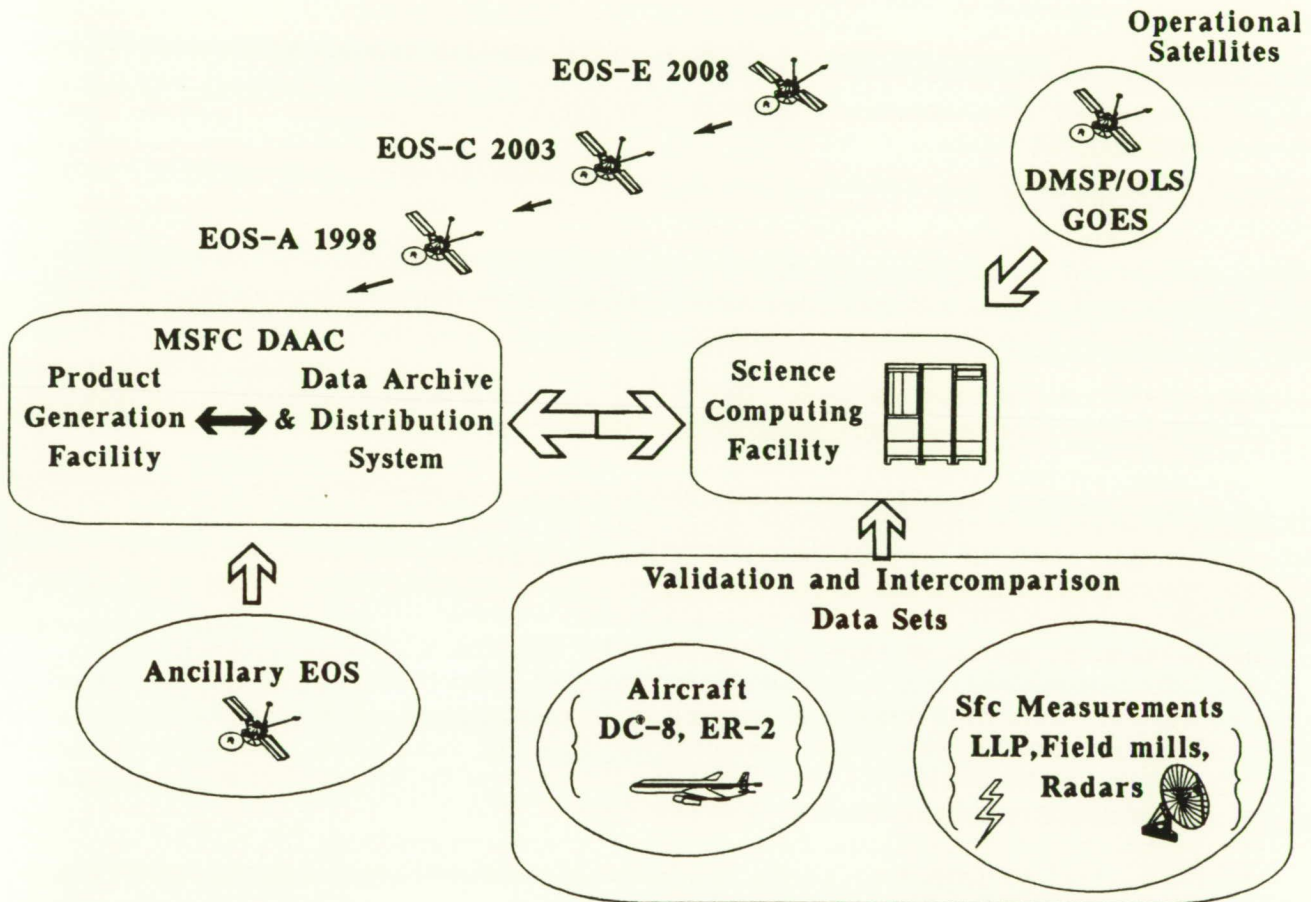 Operational
Satellites
EOS-E 2008
EOS-C 2003
EOS-A 1998
DMSP/OLS
GOES
MSFC DAAC
Product
Generation
Facility
Data Archive
& Distribution
System
Science
Computing
Facility
Ancillary EOS
Validation and Intercomparison
Data Sets
Aircraft
DC-8, ER-2
Sfc Measurements
LLP,Field mills,
Radars